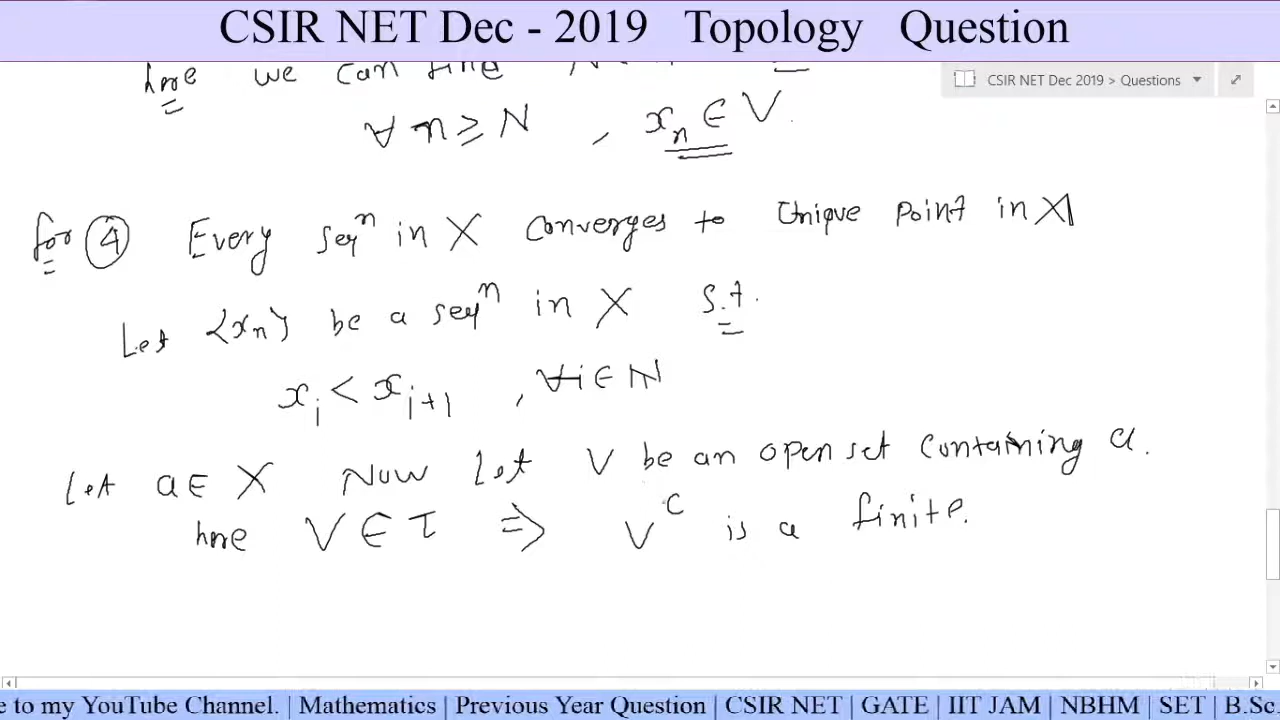 CSIR NET Dec - 2019 Topology Question
here we can find
CSIR NET Dec 2019 > Questions
∀ n ≥ N , xₙ ∈ V.
for ④ Every seqⁿ in X converges to Unique point in X
Let <xₙ> be a seqⁿ in X s.t.
xᵢ < xᵢ₊₁ , ∀ i ∈ ℕ
Let a ∈ X Now Let V be an open set containing a.
here V ∈ τ ⇒ Vᶜ is a finite.
e to my YouTube Channel. | Mathematics | Previous Year Question | CSIR NET | GATE | IIT JAM | NBHM | SET | B.Sc.